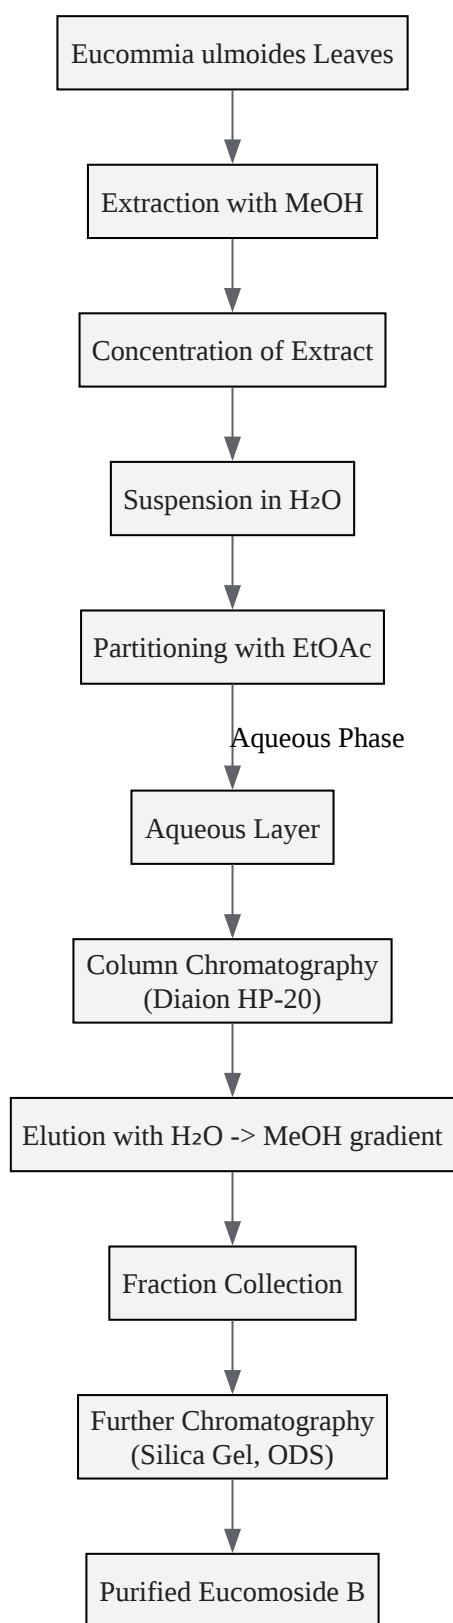 Eucommia ulmoides Leaves
Extraction with MeOH
Concentration of Extract
Suspension in H₂O
Partitioning with EtOAc
Aqueous Phase
Aqueous Layer
Column Chromatography
(Diaion HP-20)
Elution with H₂O -> MeOH gradient
Fraction Collection
Further Chromatography
(Silica Gel, ODS)
Purified Eucomoside B